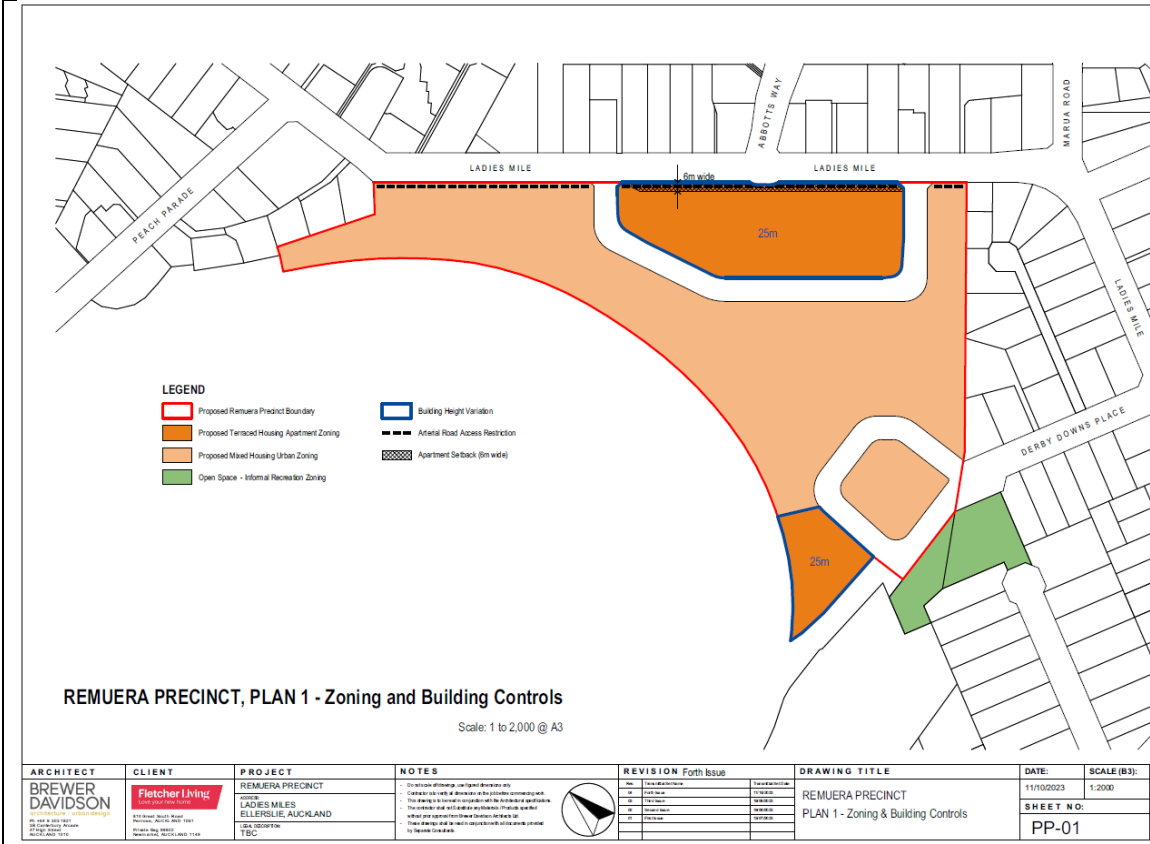 ABBOTTS WAY
MARUA ROAD
LADIES MILE
LADIES MILE
6m wide
PEACH PARADE
25m
LADIES MILE
DERBY DOWNS PLACE
25m
LEGEND
Proposed Remuera Precinct Boundary
Proposed Terraced Housing Apartment Zoning
Proposed Mixed Housing Urban Zoning
Open Space - Informal Recreation Zoning
Building Height Variation
Arterial Road Access Restriction
Apartment Setback (6m wide)
REMUERA PRECINCT, PLAN 1 - Zoning and Building Controls
Scale: 1 to 2,000 @ A3
ARCHITECT
BREWER
DAVIDSON
architecture urban design
CLIENT
Fletcher Living
Love your new home
PROJECT
REMUERA PRECINCT
ADDRESS
LADIES MILES
ELLERSLIE, AUCKLAND
LEGAL DESCRIPTION
TBC
NOTES
REVISION Forth Issue
Forth Issue
Third Issue
Second Issue
First Issue
DRAWING TITLE
REMUERA PRECINCT
PLAN 1 - Zoning & Building Controls
DATE:
11/10/2023
SCALE (B3):
1:2000
SHEET NO:
PP-01